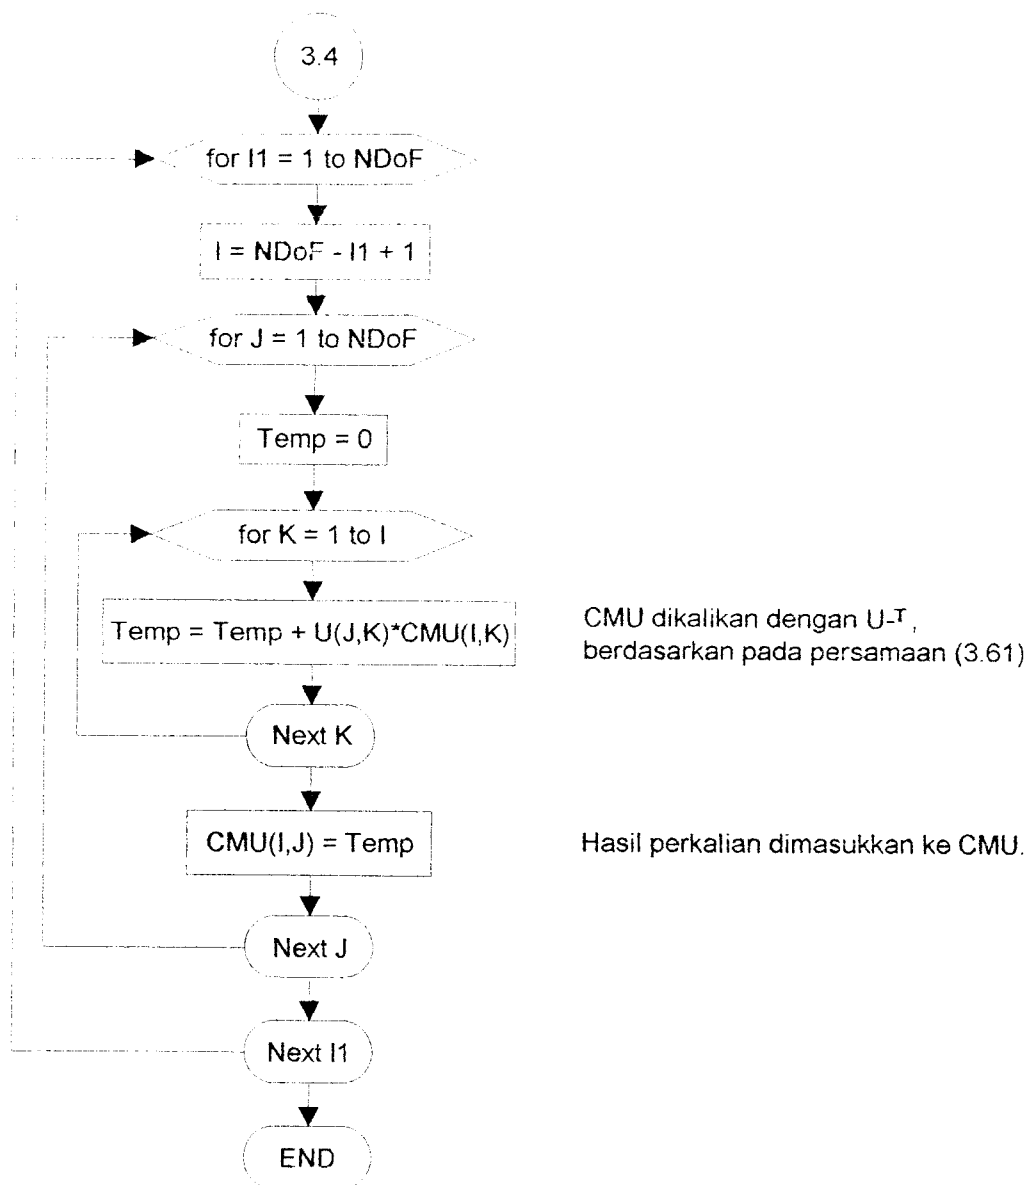 3.4
for I1 = 1 to NDoF
I = NDoF - I1 + 1
for J = 1 to NDoF
Temp = 0
for K = 1 to I
Temp = Temp + U(J,K)*CMU(I,K)
CMU dikalikan dengan U-T,
berdasarkan pada persamaan (3.61)
Next K
CMU(I,J) = Temp
Hasil perkalian dimasukkan ke CMU.
Next J
Next I1
END